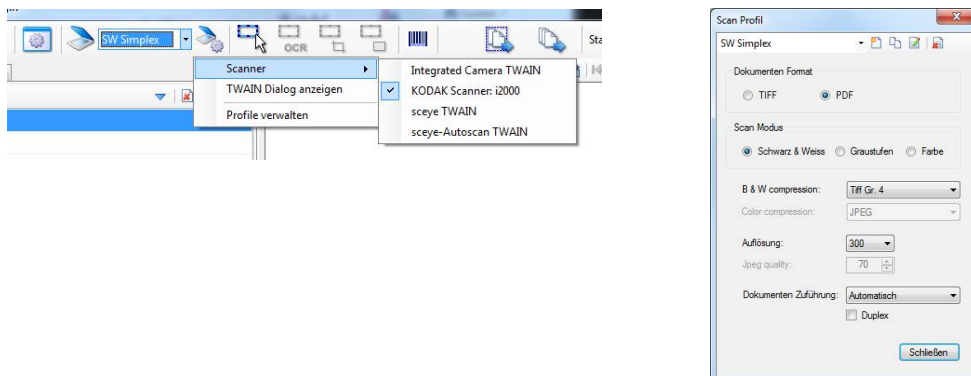 SW Simplex
OCR
Sta
Scanner
TWAIN Dialog anzeigen
Profile verwalten
Integrated Camera TWAIN
KODAK Scanner: i2000
sceye TWAIN
sceye-Autoscan TWAIN
Scan Profil
SW Simplex
Dokumenten Format
TIFF PDF
Scan Modus
Schwarz & Weiss Graustufen Farbe
B & W compression: Tiff Gr. 4
Color compression: JPEG
Auflösung: 300
Jpeg quality: 70
Dokumenten Zuführung: Automatisch
Duplex
Schließen